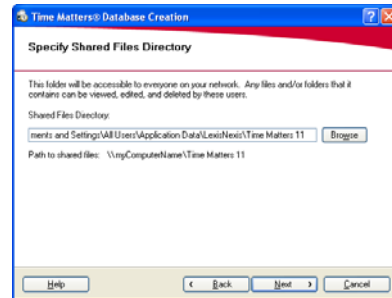 Time Matters® Database Creation
Specify Shared Files Directory
This folder will be accessible to everyone on your network. Any files and/or folders that it
contains can be viewed, edited, and deleted by these users.
Shared Files Directory:
ments and Settings\All Users\Application Data\LexisNexis\Time Matters 11 Browse
Path to shared files: \\myComputerName\Time Matters 11
Help < Back Next > Cancel